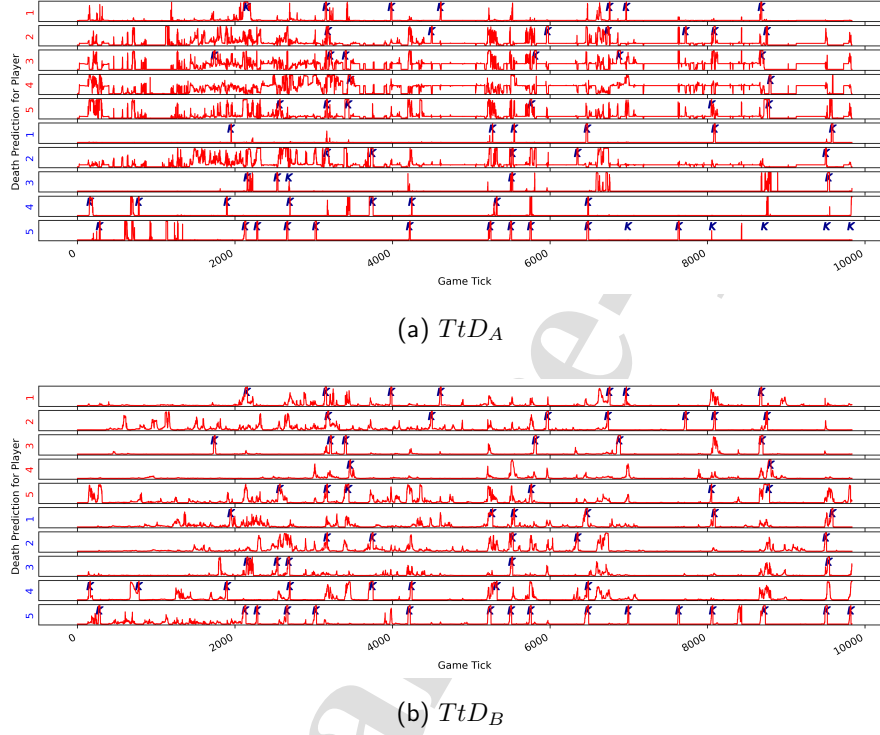 Death Prediction for Player
1 K K K K K K K
2 K K K K K K K
3 K K K K K K
4 K K
5 K K K K K K
1 K K K K K K
2 K K K K K
3 K K K K K
4 K K K K K K K K
5 K K K K K K K K K K K K K K K K
0 2000 4000 6000 8000 10000
Game Tick
(a) TtD_A
Death Prediction for Player
1 K K K K K K K
2 K K K K K K K
3 K K K K K K
4 K K
5 K K K K K K
1 K K K K K K
2 K K K K K
3 K K K K K
4 K K K K K K K K
5 K K K K K K K K K K K K K K K K
0 2000 4000 6000 8000 10000
Game Tick
(b) TtD_B